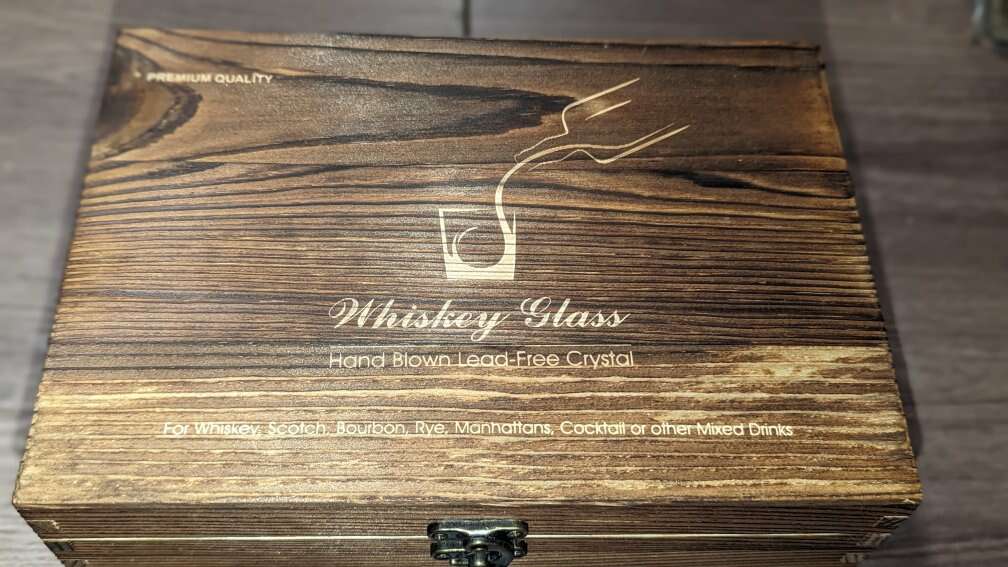 PREMIUM QUALITY
Whiskey Glass
Hand Blown Lead-Free Crystal
For Whiskey, Scotch, Bourbon, Rye, Manhattans, Cocktail or other Mixed Drinks